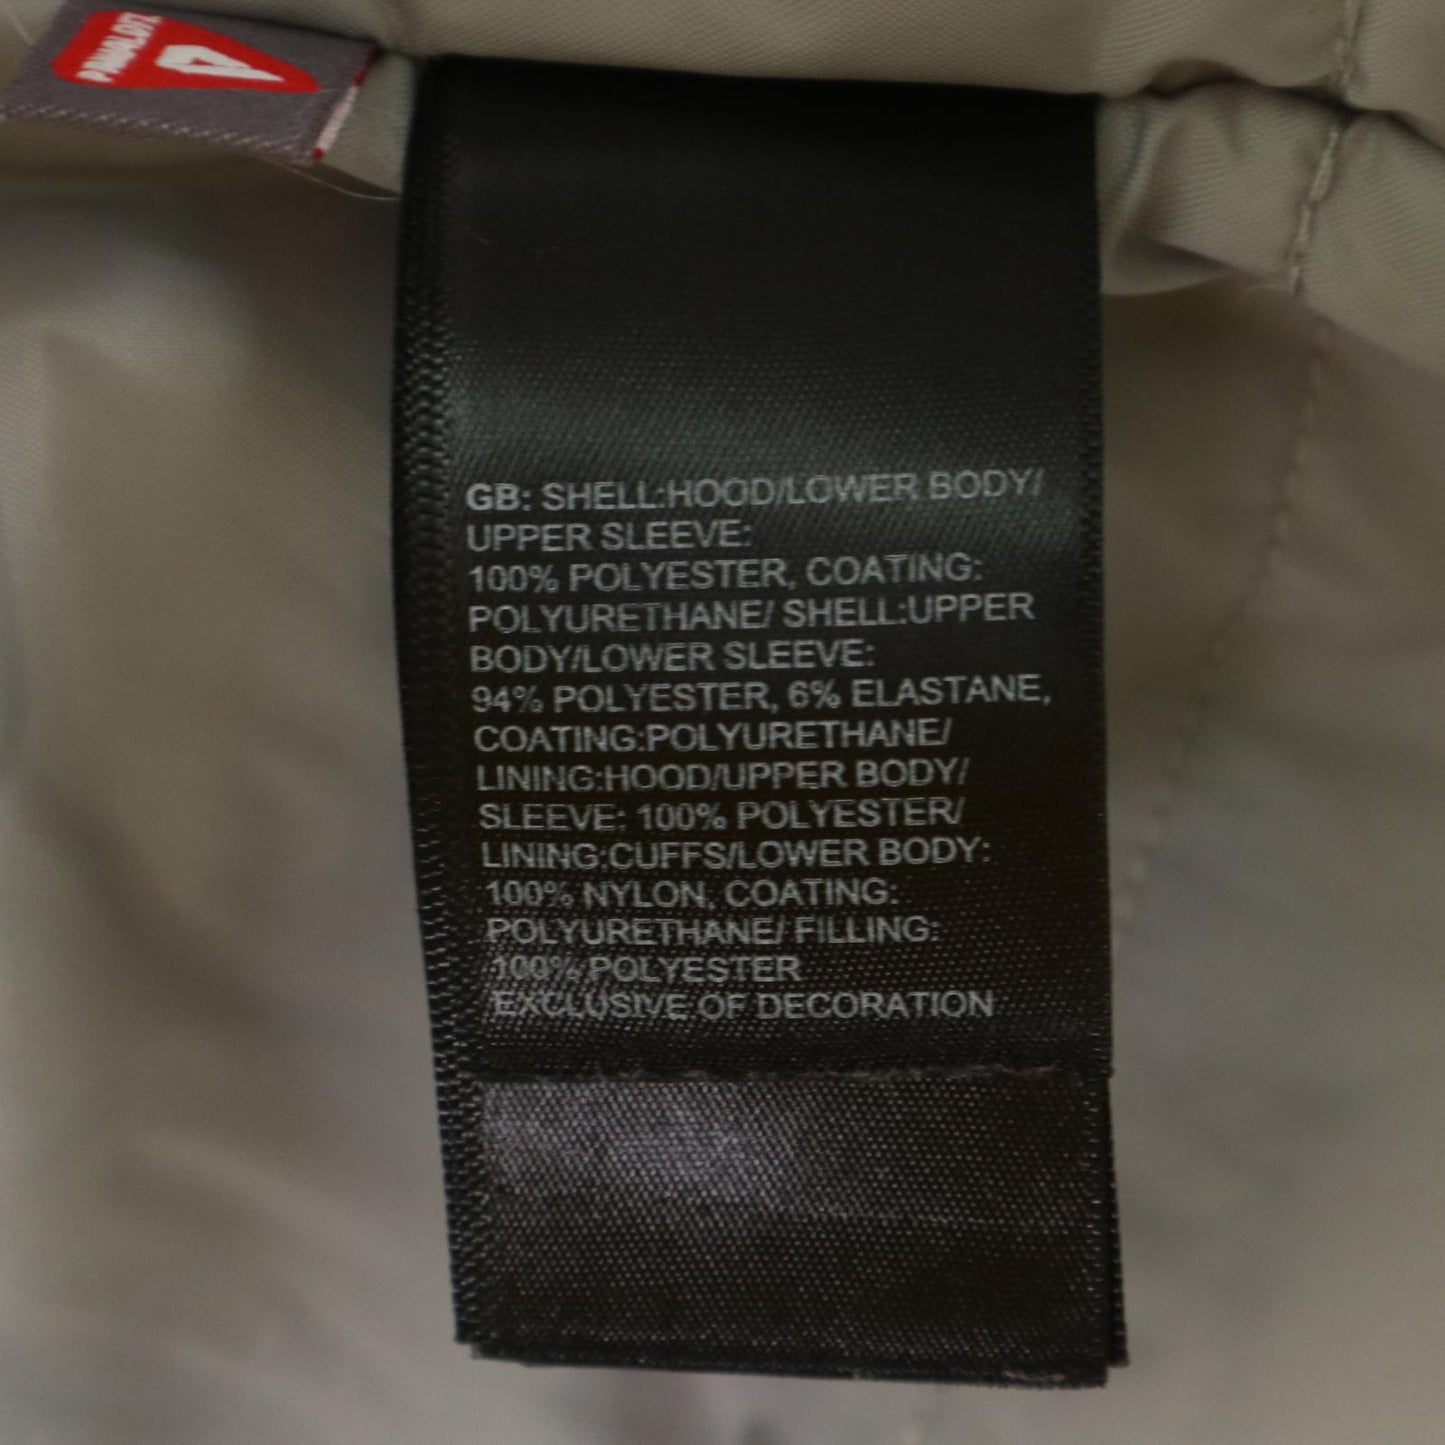 PRIMALOFT
GB: SHELL:HOOD/LOWER BODY/
UPPER SLEEVE:
100% POLYESTER, COATING:
POLYURETHANE/ SHELL:UPPER
BODY/LOWER SLEEVE:
94% POLYESTER, 6% ELASTANE,
COATING:POLYURETHANE/
LINING:HOOD/UPPER BODY/
SLEEVE: 100% POLYESTER/
LINING:CUFFS/LOWER BODY:
100% NYLON, COATING:
POLYURETHANE/ FILLING:
100% POLYESTER
EXCLUSIVE OF DECORATION